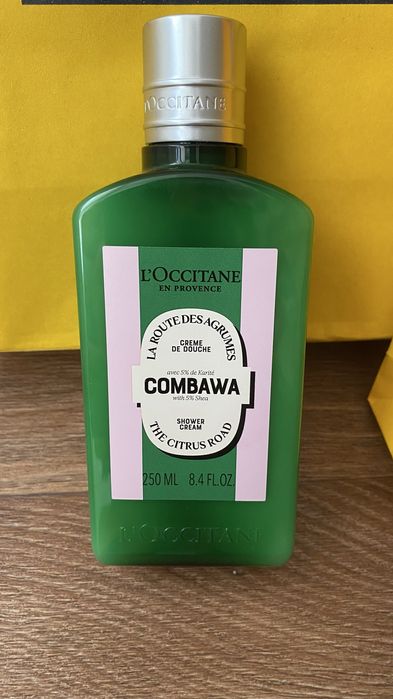 L'OCCITANE
L'OCCITANE
EN PROVENCE
LA ROUTE DES AGRUMES
CREME
DE DOUCHE
avec 5% de Karité
COMBAWA
with 5% Shea
SHOWER
CREAM
THE CITRUS ROAD
250 ML 8.4 FL.OZ.
L'OCCITANE